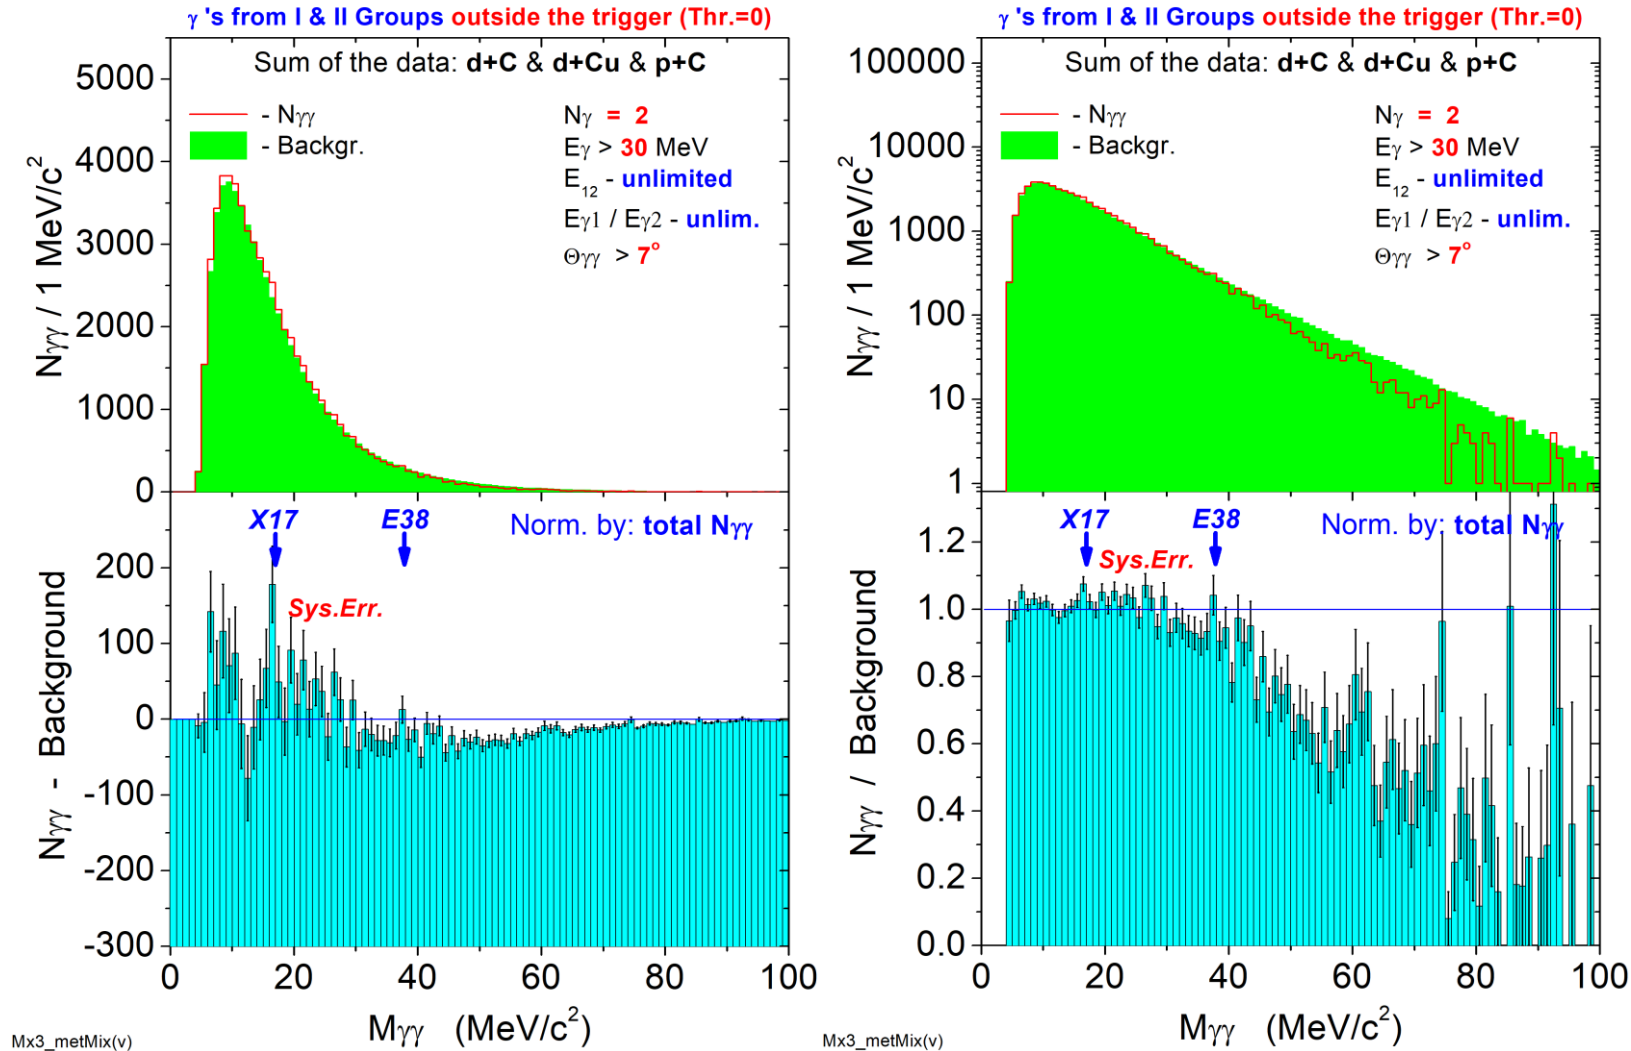 γ 's from I & II Groups outside the trigger (Thr.=0)
Sum of the data: d+C & d+Cu & p+C
- Nγγ
- Backgr.
Nγ = 2
Eγ > 30 MeV
E12 - unlimited
Eγ1 / Eγ2 - unlim.
Θγγ > 7°
Nγγ / 1 MeV/c²
5000
4000
3000
2000
1000
0
X17
E38
Norm. by: total Nγγ
Sys.Err.
Nγγ - Background
200
100
0
-100
-200
-300
0 20 40 60 80 100
Mγγ (MeV/c²)
Mx3_metMix(v)
γ 's from I & II Groups outside the trigger (Thr.=0)
Sum of the data: d+C & d+Cu & p+C
- Nγγ
- Backgr.
Nγ = 2
Eγ > 30 MeV
E12 - unlimited
Eγ1 / Eγ2 - unlim.
Θγγ > 7°
Nγγ / 1 MeV/c²
100000
10000
1000
100
10
1
X17
E38
Norm. by: total Nγγ
Sys.Err.
Nγγ / Background
1.2
1.0
0.8
0.6
0.4
0.2
0.0
0 20 40 60 80 100
Mγγ (MeV/c²)
Mx3_metMix(v)